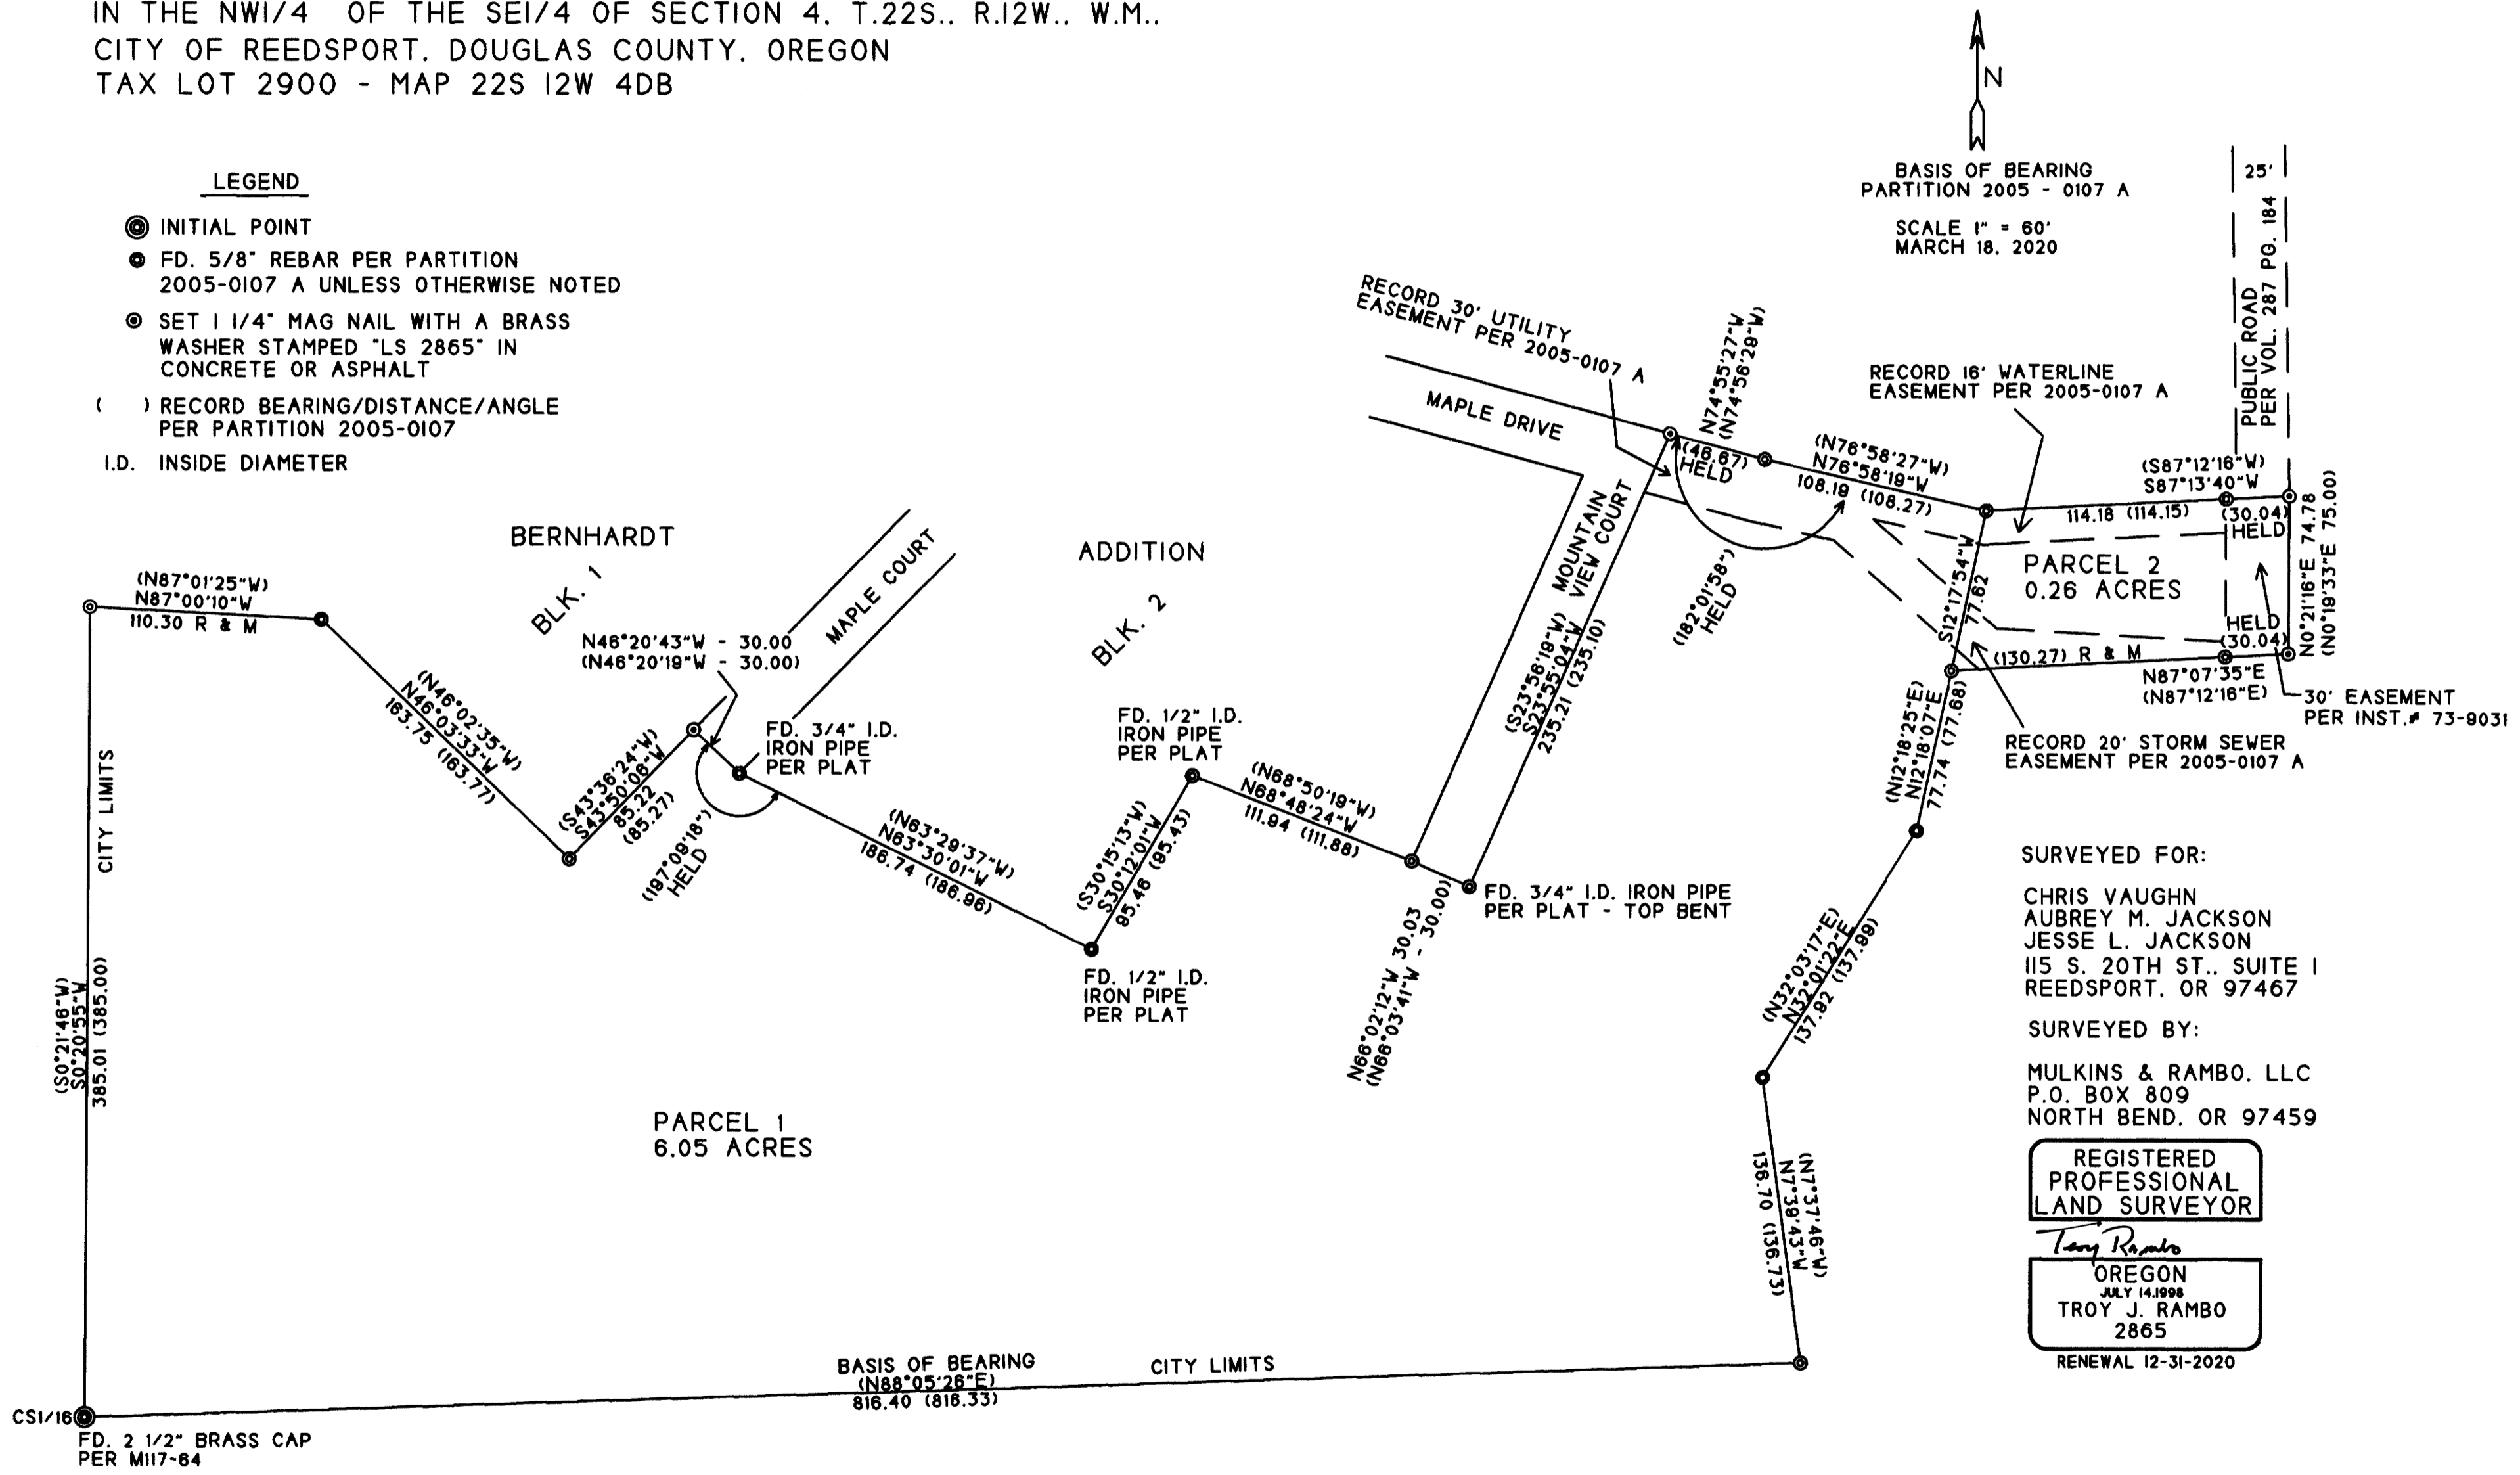 IN THE NW1/4 OF THE SE1/4 OF SECTION 4, T.22S., R.12W., W.M.,
CITY OF REEDSPORT, DOUGLAS COUNTY, OREGON
TAX LOT 2900 - MAP 22S 12W 4DB
LEGEND
INITIAL POINT
FD. 5/8" REBAR PER PARTITION
2005-0107 A UNLESS OTHERWISE NOTED
SET 1 1/4" MAG NAIL WITH A BRASS
WASHER STAMPED "LS 2865" IN
CONCRETE OR ASPHALT
( ) RECORD BEARING/DISTANCE/ANGLE
PER PARTITION 2005-0107
I.D. INSIDE DIAMETER
N
BASIS OF BEARING
PARTITION 2005 - 0107 A
SCALE 1" = 60'
MARCH 18, 2020
25'
PUBLIC ROAD
PER VOL. 287 PG. 184
RECORD 30' UTILITY
EASEMENT PER 2005-0107 A
MAPLE DRIVE
N74°55'27"W
(N74°56'29"W)
(46.67)
HELD
RECORD 16' WATERLINE
EASEMENT PER 2005-0107 A
(N76°58'27"W)
N76°58'19"W
108.19 (108.27)
(S87°12'16"W)
S87°13'40"W
114.18 (114.15)
(30.04)
HELD
N0°21'16"E 74.78
(N0°19'33"E 75.00)
PARCEL 2
0.26 ACRES
S12°17'54"W
77.62
HELD
(30.04)
(130.27) R & M
N87°07'35"E
(N87°12'16"E)
30' EASEMENT
PER INST.# 73-9031
RECORD 20' STORM SEWER
EASEMENT PER 2005-0107 A
(182°01'58")
HELD
MOUNTAIN
VIEW COURT
(S23°56'19"W)
S23°55'04"W
235.21 (235.10)
BERNHARDT
BLK. 1
ADDITION
BLK. 2
MAPLE COURT
(N87°01'25"W)
N87°00'10"W
110.30 R & M
N46°20'43"W - 30.00
(N46°20'19"W - 30.00)
(N46°02'35"W)
N46°03'33"W
163.75 (163.77)
(S43°36'24"W)
S43°50'06"W
85.22
(85.27)
FD. 3/4" I.D.
IRON PIPE
PER PLAT
(197°09'18")
HELD
(N63°29'37"W)
N63°30'01"W
186.74 (186.96)
FD. 1/2" I.D.
IRON PIPE
PER PLAT
(S30°15'13"W)
S30°12'01"W
95.46 (95.43)
FD. 1/2" I.D.
IRON PIPE
PER PLAT
(N68°50'19"W)
N68°48'24"W
111.94 (111.88)
FD. 3/4" I.D. IRON PIPE
PER PLAT - TOP BENT
N66°02'12"W 30.03
(N66°03'41"W - 30.00)
(N12°18'25"E)
N12°18'07"E
77.74 (77.68)
(N32°03'17"E)
N32°01'22"E
137.92 (137.99)
(N7°37'46"W)
N7°39'43"W
136.70 (136.73)
CITY LIMITS
(S0°21'46"W)
S0°20'55"W
385.01 (385.00)
PARCEL 1
6.05 ACRES
BASIS OF BEARING
(N88°05'26"E)
816.40 (816.33)
CITY LIMITS
CS1/16
FD. 2 1/2" BRASS CAP
PER M117-64
SURVEYED FOR:
CHRIS VAUGHN
AUBREY M. JACKSON
JESSE L. JACKSON
115 S. 20TH ST., SUITE 1
REEDSPORT, OR 97467
SURVEYED BY:
MULKINS & RAMBO, LLC
P.O. BOX 809
NORTH BEND, OR 97459
REGISTERED
PROFESSIONAL
LAND SURVEYOR
Troy Rambo
OREGON
JULY 14,1998
TROY J. RAMBO
2865
RENEWAL 12-31-2020